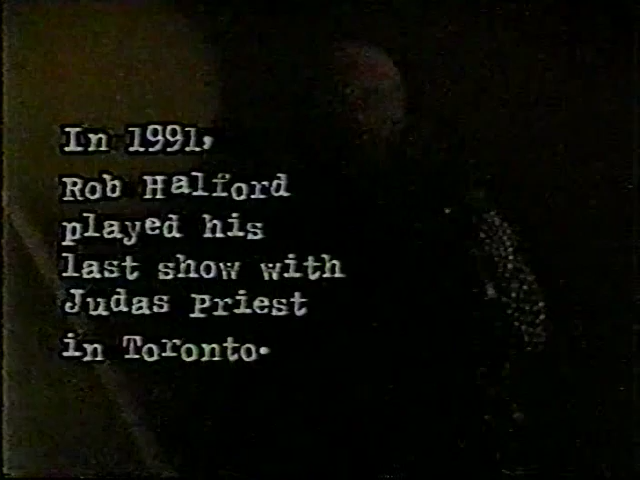 In 1991,
Rob Halford
played his
last show with
Judas Priest
in Toronto.